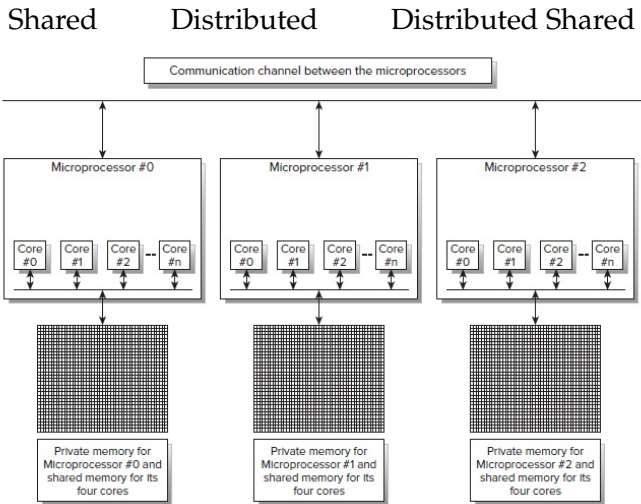 Shared Distributed Distributed Shared
Communication channel between the microprocessors
Microprocessor #0 Microprocessor #1 Microprocessor #2
Core Core Core -- Core Core Core Core -- Core Core Core Core -- Core
#0 #1 #2 #n #0 #1 #2 #n #0 #1 #2 #n
Private memory for Private memory for Private memory for
Microprocessor #0 and Microprocessor #1 and Microprocessor #2 and
shared memory for its shared memory for its shared memory for its
four cores four cores four cores